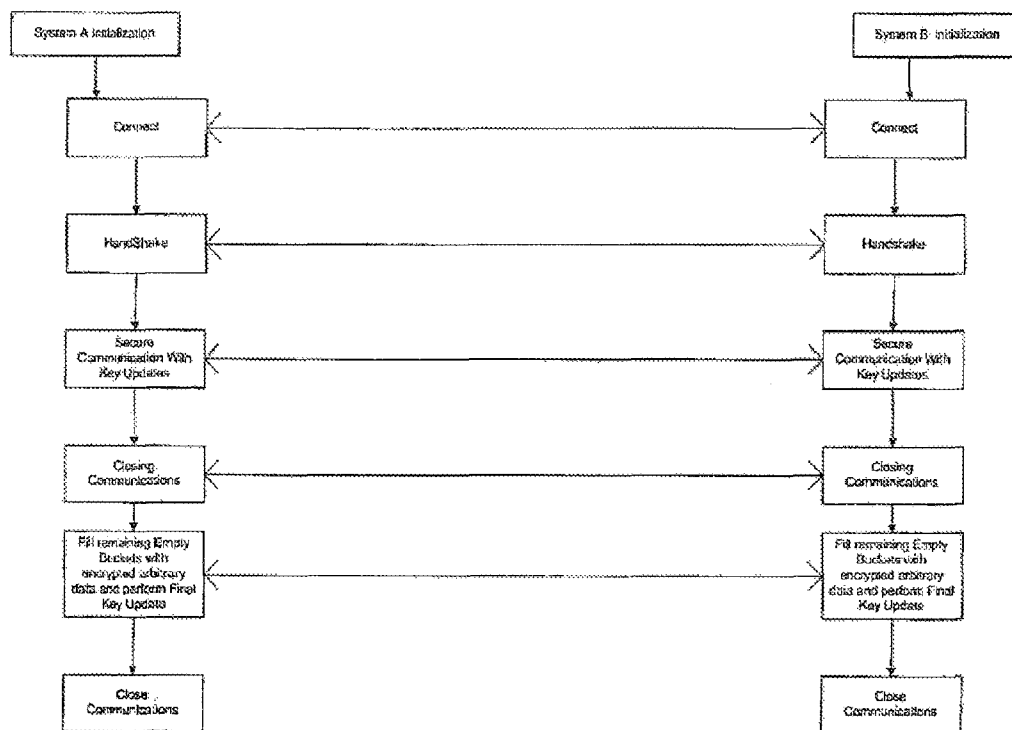 System A Initalization
Connect
HandShake
Secure
Communication With
Key Updates
Closing
Communications
Fill remaining Empty
Buckets with
encrypted arbitrary
data and perform Final
Key Update
Close
Communications
System B Initialization
Connect
Handshake
Secure
Communication With
Key Updates
Closing
Communications
Fill remaining Empty
Buckets with
encrypted arbitrary
data and perform Final
Key Update
Close
Communications